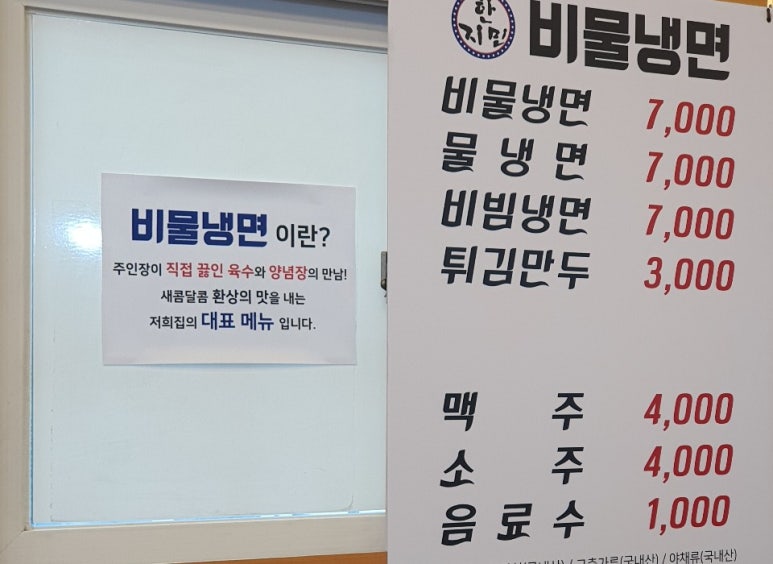 비물냉면 이란?
주인장이 직접 끓인 육수와 양념장의 만남!
새콤달콤 환상의 맛을 내는
저희집의 대표 메뉴 입니다.
한
지민
비물냉면
비물냉면 7,000
물냉면 7,000
비빔냉면 7,000
튀김만두 3,000
맥주 4,000
소주 4,000
음료수 1,000
/ 고춧가루(국내산) / 야채류(국내산)